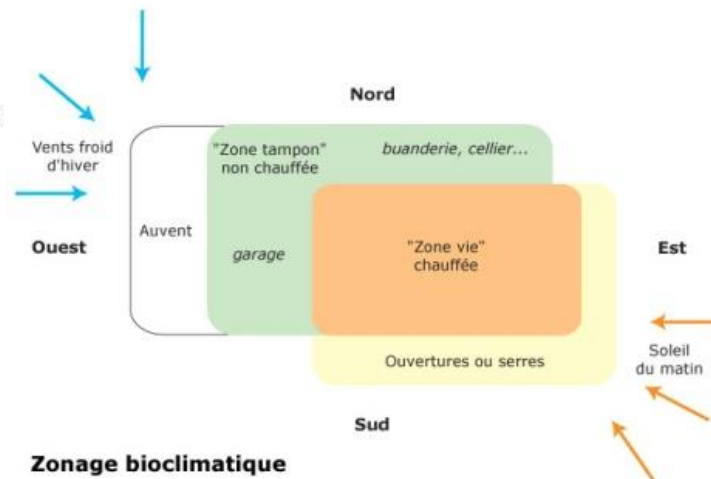 Nord
Vents froid
d'hiver
"Zone tampon"
non chauffée
buanderie, cellier...
Auvent
Ouest
garage
"Zone vie"
chauffée
Est
Soleil
du matin
Ouvertures ou serres
Sud
Zonage bioclimatique